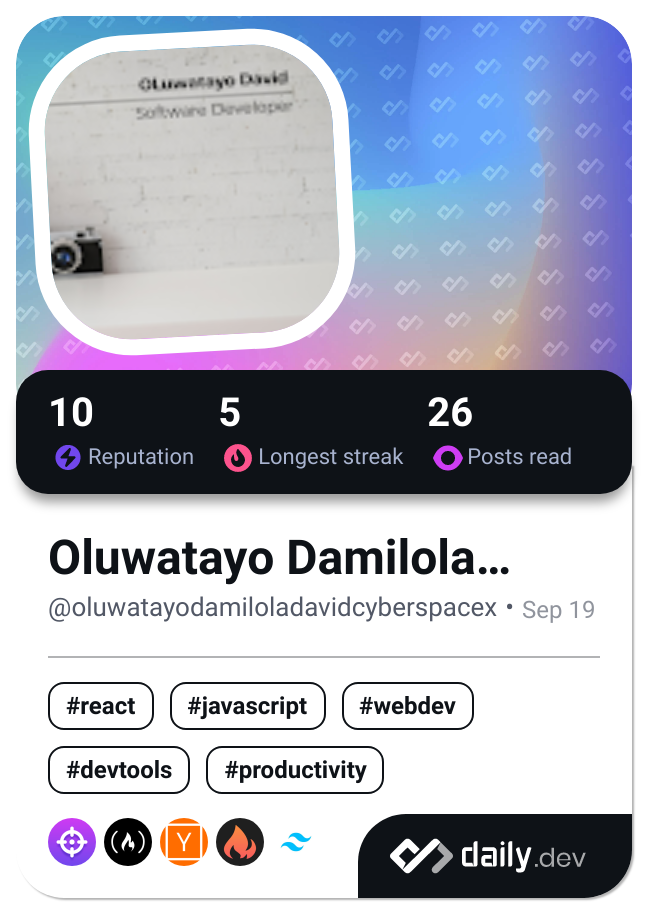 OLuwatayo David
Software Developer
10 5 26
Reputation Longest streak Posts read
Oluwatayo Damilola...
@oluwatayodamiloladavidcyberspacex • Sep 19
#react #javascript #webdev
#devtools #productivity
Y
daily.dev